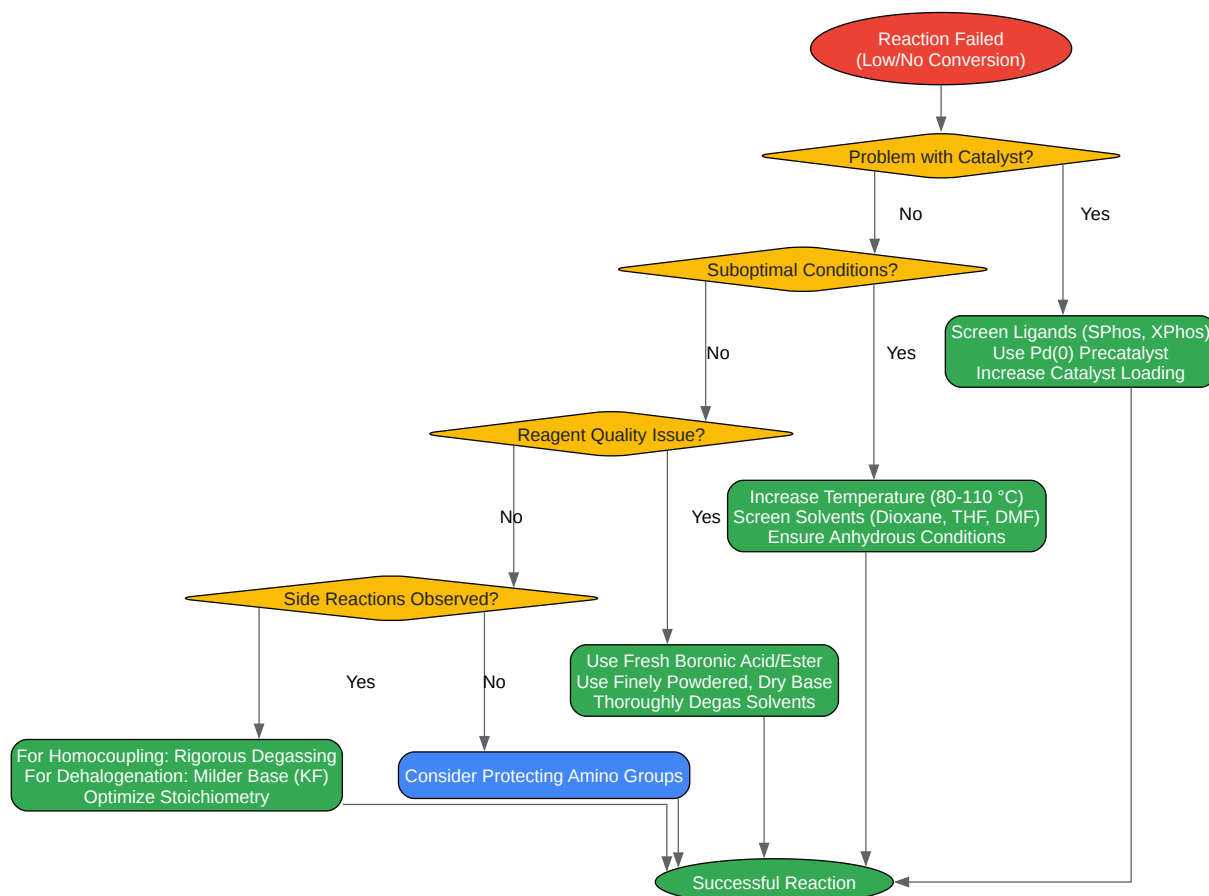 Reaction Failed
(Low/No Conversion)
Problem with Catalyst?
No
Yes
Suboptimal Conditions?
Screen Ligands (SPhos, XPhos)
Use Pd(0) Precatalyst
Increase Catalyst Loading
No
Yes
Reagent Quality Issue?
Increase Temperature (80-110 °C)
Screen Solvents (Dioxane, THF, DMF)
Ensure Anhydrous Conditions
No
Yes
Side Reactions Observed?
Use Fresh Boronic Acid/Ester
Use Finely Powdered, Dry Base
Thoroughly Degas Solvents
Yes
No
For Homocoupling: Rigorous Degassing
For Dehalogenation: Milder Base (KF)
Optimize Stoichiometry
Consider Protecting Amino Groups
Successful Reaction